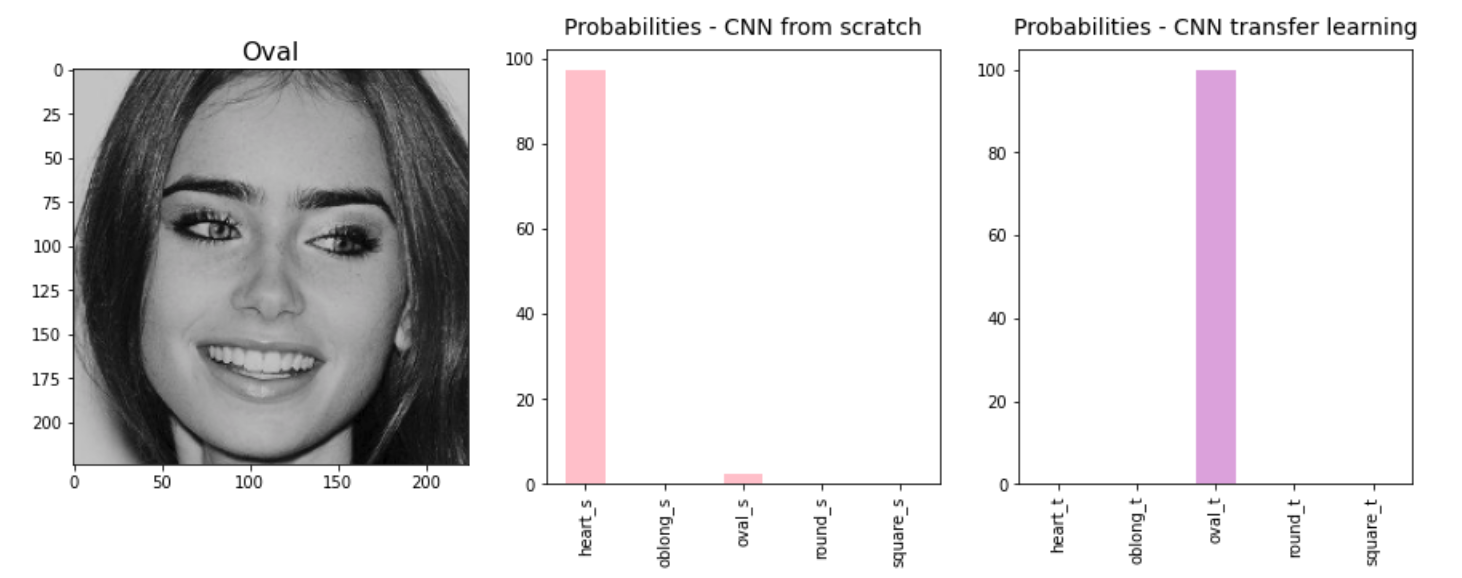 Oval
0
25
50
75
100
125
150
175
200
0 50 100 150 200
Probabilities - CNN from scratch
100
80
60
40
20
0
heart_s
oblong_s
oval_s
round_s
square_s
Probabilities - CNN transfer learning
100
80
60
40
20
0
heart_t
oblong_t
oval_t
round_t
square_t